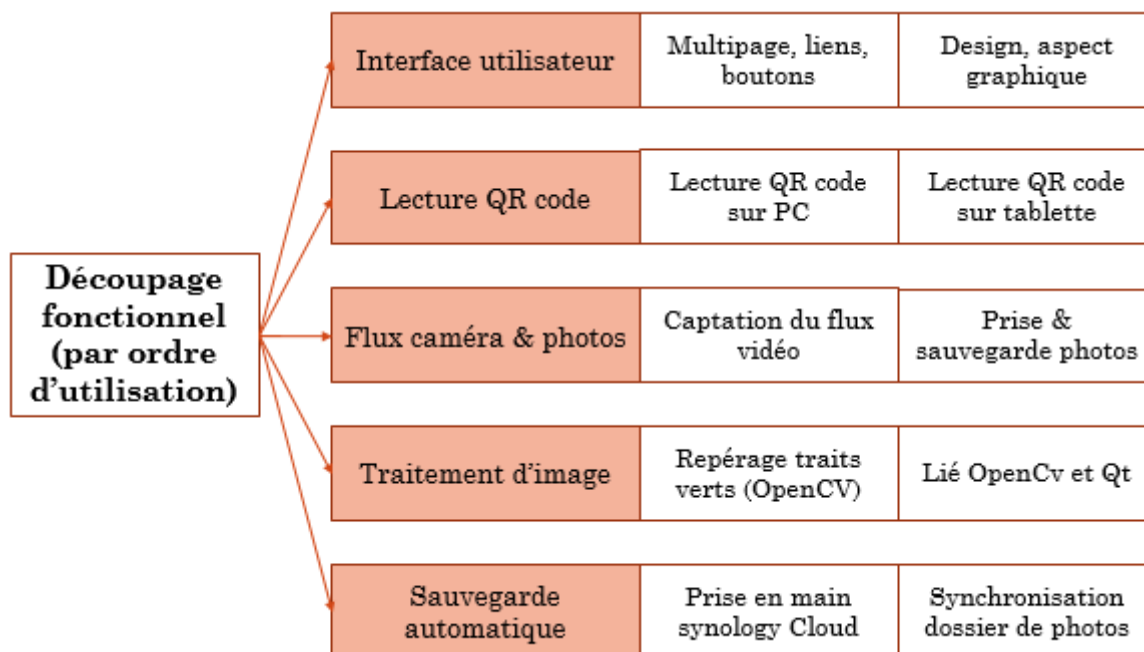 Découpage
fonctionnel
(par ordre
d'utilisation)
Interface utilisateur
Multipage, liens,
boutons
Design, aspect
graphique
Lecture QR code
Lecture QR code
sur PC
Lecture QR code
sur tablette
Flux caméra & photos
Captation du flux
vidéo
Prise &
sauvegarde photos
Traitement d'image
Repérage traits
verts (OpenCV)
Lié OpenCv et Qt
Sauvegarde
automatique
Prise en main
synology Cloud
Synchronisation
dossier de photos